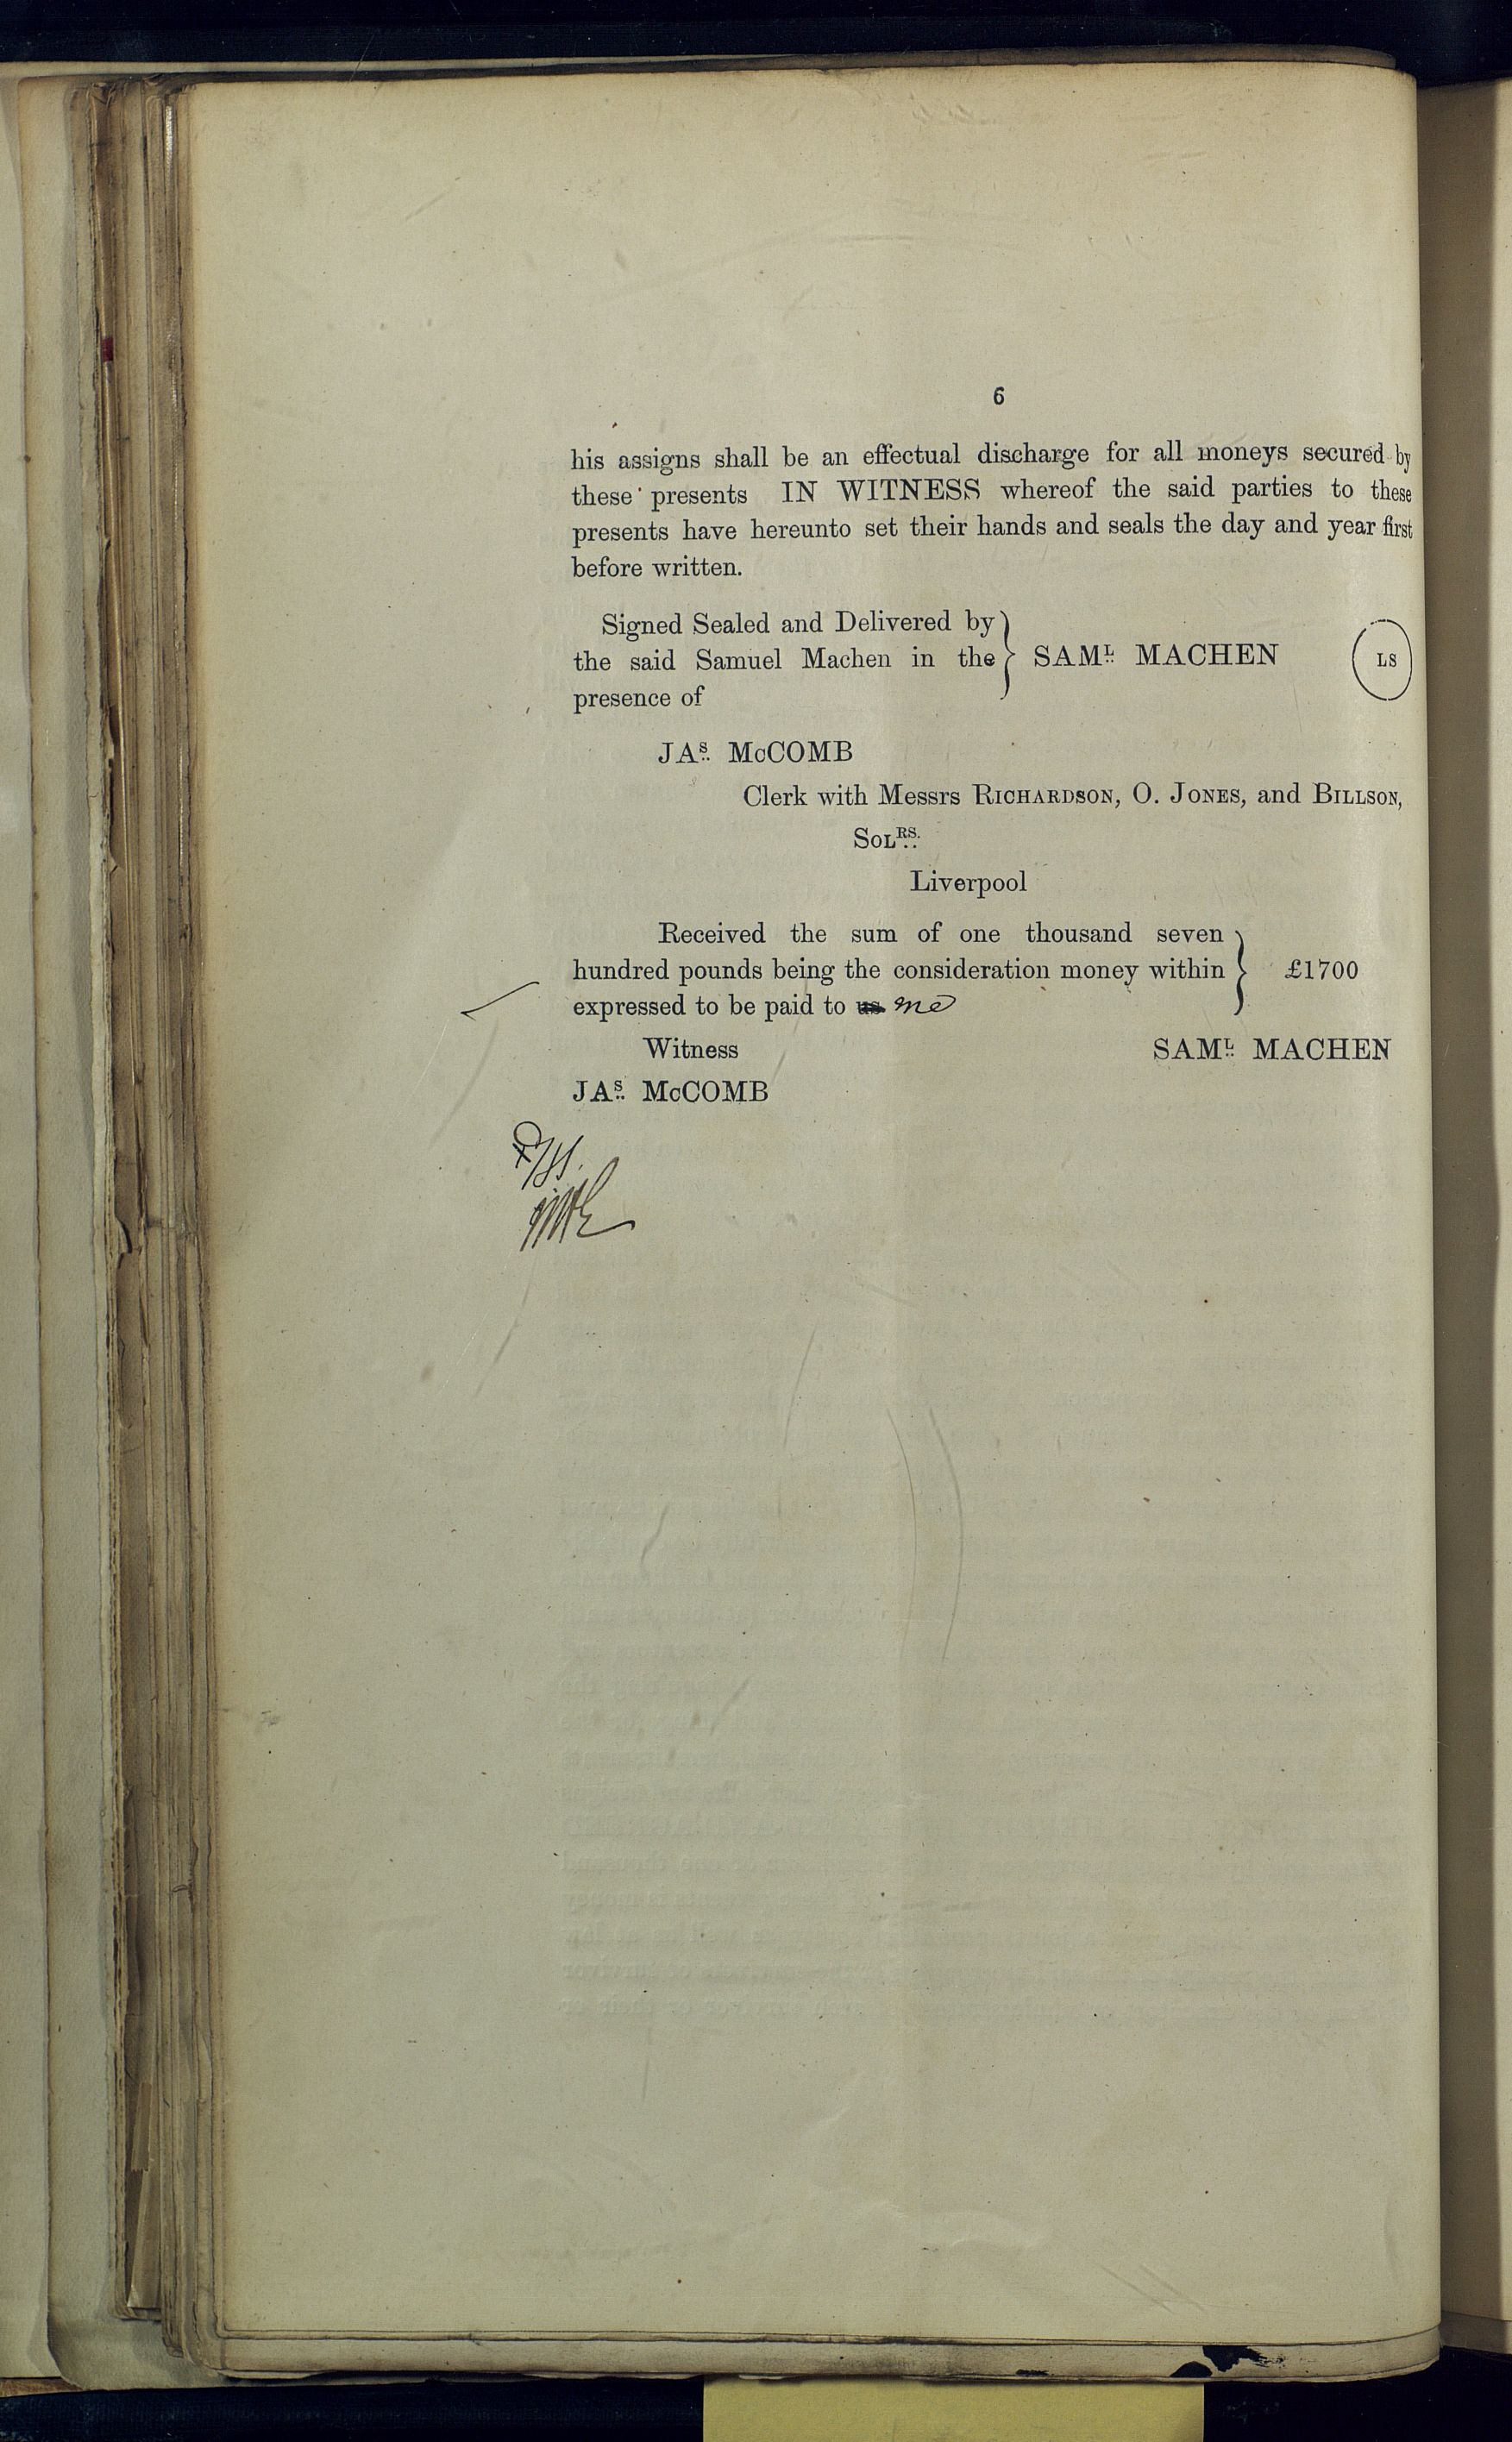 6
his assigns shall be an effectual discharge for all moneys secured by
these presents IN WITNESS whereof the said parties to these
presents have hereunto set their hands and seals the day and year first
before written.
Signed Sealed and Delivered by
the said Samuel Machen in the } SAML. MACHEN LS
presence of
JAS. McCOMB
Clerk with Messrs RICHARDSON, O. JONES, and BILLSON,
SOLRS.
Liverpool
Received the sum of one thousand seven
hundred pounds being the consideration money within } £1700
expressed to be paid to us me
Witness SAML. MACHEN
JAS. McCOMB